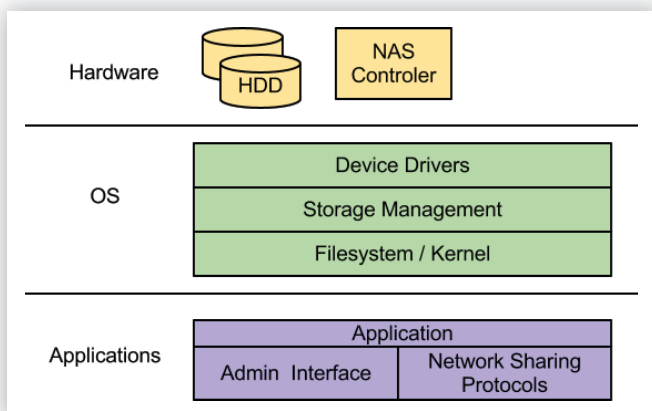 Hardware
HDD
NAS
Controler
OS
Device Drivers
Storage Management
Filesystem / Kernel
Applications
Application
Admin Interface
Network Sharing
Protocols